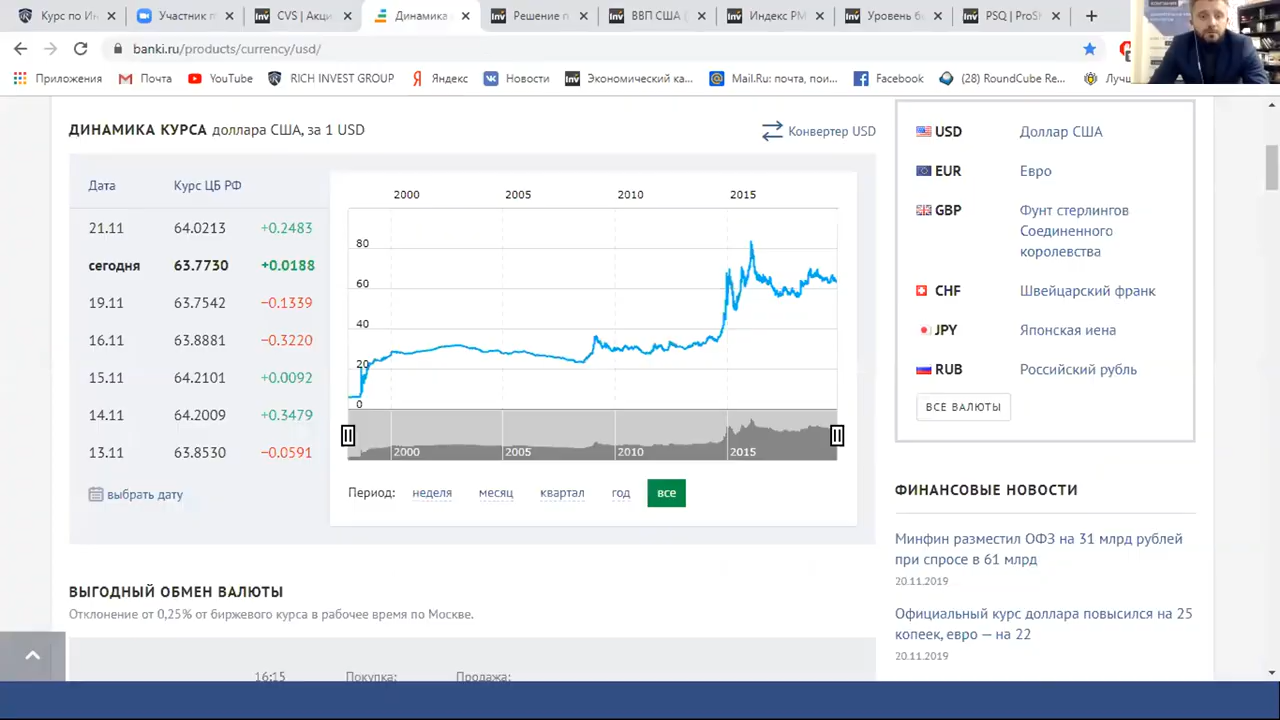 Курс по Ин
Участник п
CVS | Акци
Динамика
Решение п
ВВП США (
Индекс PM
Уровень б
PSQ | ProSh
banki.ru/products/currency/usd/
Приложения
Почта
YouTube
RICH INVEST GROUP
Яндекс
Новости
Экономический ка...
Mail.Ru: почта, пои...
Facebook
(28) RoundCube Re...
Лучш
ДИНАМИКА КУРСА доллара США, за 1 USD
Конвертер USD
Дата Курс ЦБ РФ
21.11 64.0213 +0.2483
сегодня 63.7730 +0.0188
19.11 63.7542 −0.1339
16.11 63.8881 −0.3220
15.11 64.2101 +0.0092
14.11 64.2009 +0.3479
13.11 63.8530 −0.0591
выбрать дату
2000 2005 2010 2015
80
60
40
20
0
2000 2005 2010 2015
Период: неделя месяц квартал год все
USD Доллар США
EUR Евро
GBP Фунт стерлингов
Соединенного
королевства
CHF Швейцарский франк
JPY Японская иена
RUB Российский рубль
ВСЕ ВАЛЮТЫ
ФИНАНСОВЫЕ НОВОСТИ
Минфин разместил ОФЗ на 31 млрд рублей
при спросе в 61 млрд
20.11.2019
Официальный курс доллара повысился на 25
копеек, евро — на 22
20.11.2019
ВЫГОДНЫЙ ОБМЕН ВАЛЮТЫ
Отклонение от 0,25% от биржевого курса в рабочее время по Москве.
16:15 Покупка: Продажа: